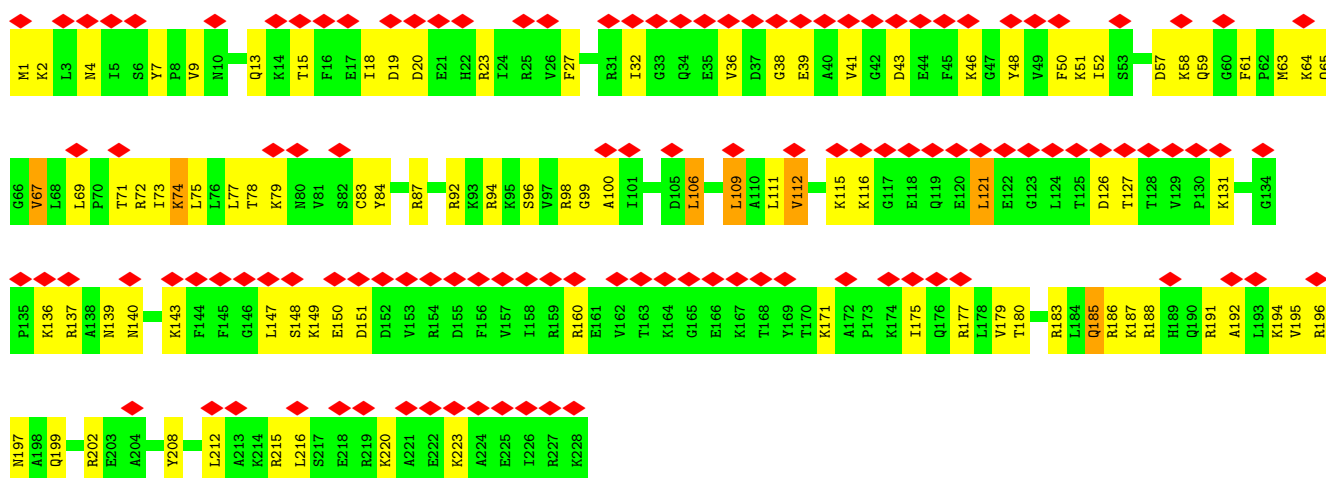 M1 K2 L3 N4 I5 S6 Y7 P8 V9 N10 Q13 K14 T15 F16 E17 I18 D19 D20 E21 H22 R23 I24 R25 V26 F27 R31 I32 G33 Q34 E35 V36 D37 G38 E39 A40 V41 G42 D43 E44 F45 K46 G47 Y48 V49 F50 K51 I52 S53 D57 K58 Q59 G60 F61 P62 M63 K64
G66 V67 L68 L69 P70 T71 R72 I73 K74 L75 L76 L77 T78 K79 N80 V81 S82 C83 Y84 R87 R92 K93 R94 K95 S96 V97 R98 G99 A100 I101 D105 L106 L109 A110 L111 V112 K115 K116 G117 E118 Q119 E120 L121 E122 G123 L124 T125 D126 T127 T128 V129 P130 K131 G134
P135 K136 R137 A138 N139 N140 K143 F144 F145 G146 L147 S148 K149 E150 D151 D152 V153 R154 D155 F156 V157 I158 R159 R160 E161 V162 T163 K164 G165 E166 K167 T168 Y169 T170 K171 A172 P173 K174 I175 Q176 R177 L178 V179 T180 R183 L184 Q185 R186 K187 R188 H189 Q190 R191 A192 L193 K194 V195 R196
N197 A198 Q199 R202 E203 A204 Y208 L212 A213 K214 R215 L216 S217 E218 R219 K220 A221 E222 K223 A224 E225 I226 R227 K228